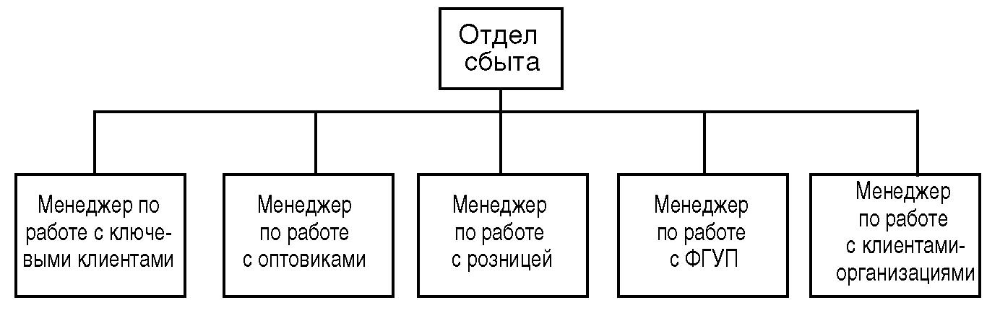 Отдел
сбыта
Менеджер по
работе с ключе-
выми клиентами
Менеджер
по работе
с оптовиками
Менеджер
по работе
с розницей
Менеджер
по работе
с ФГУП
Менеджер
по работе
с клиентами-
организациями